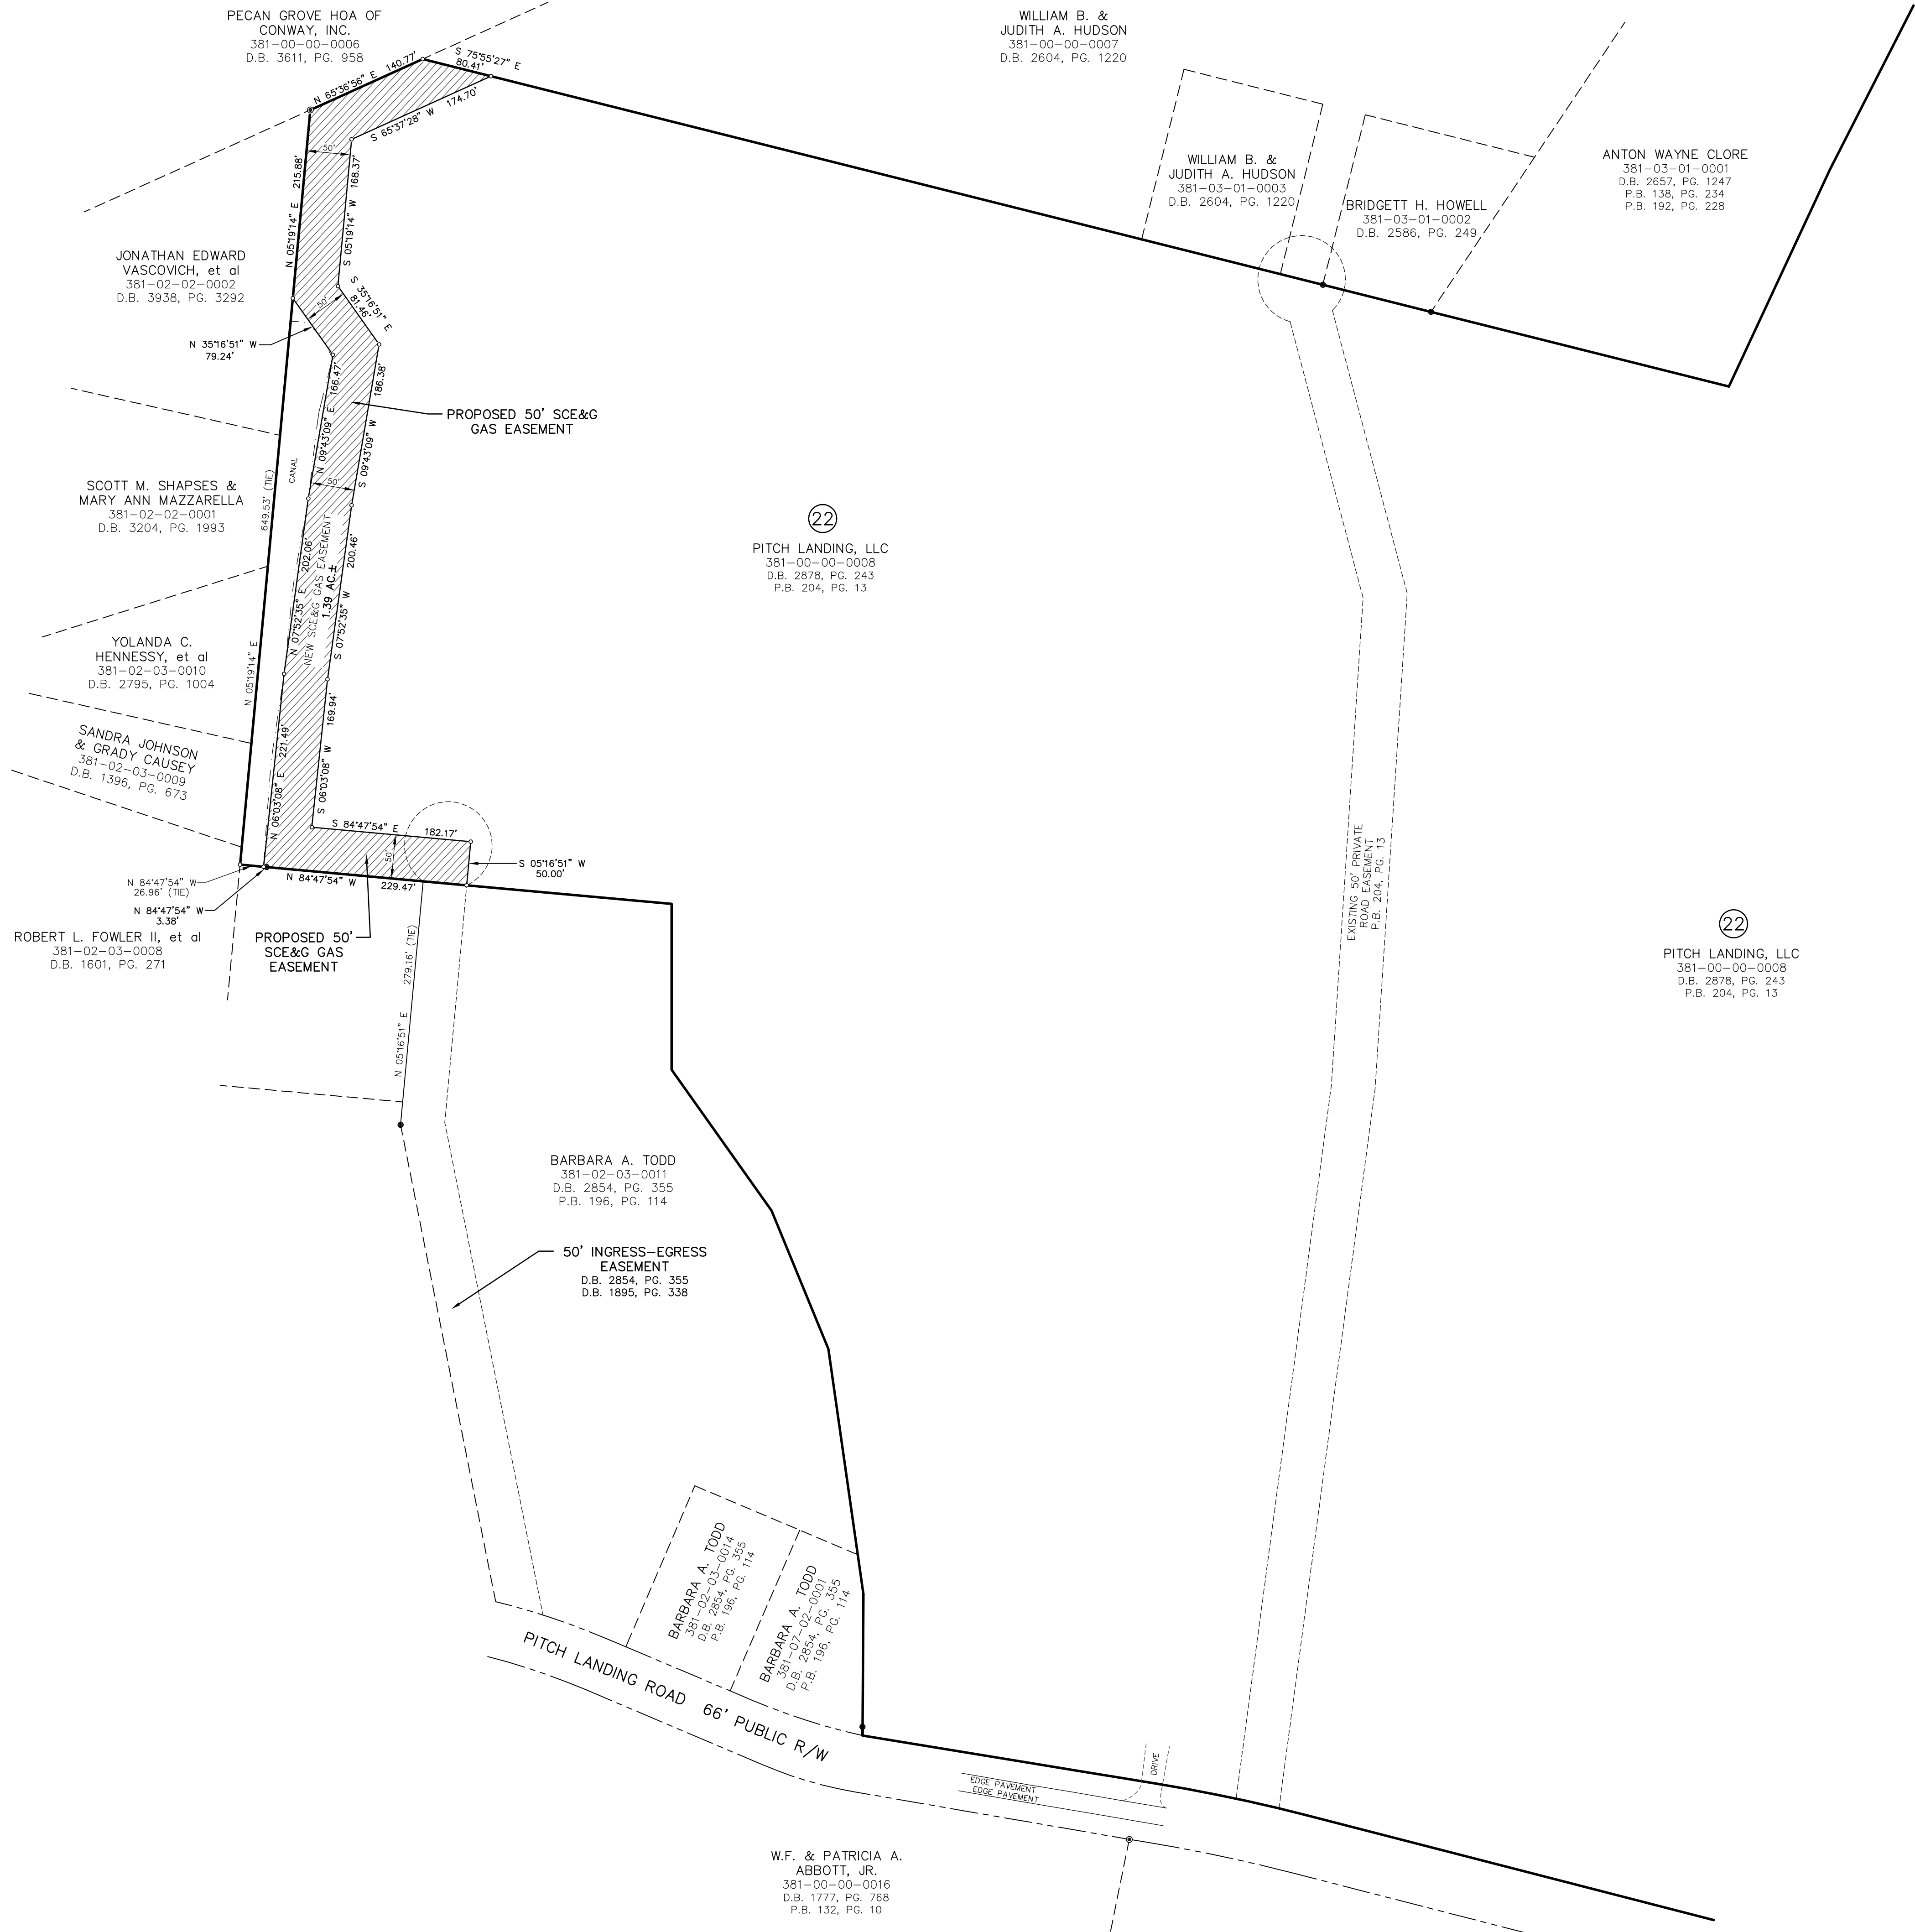 PECAN GROVE HOA OF
CONWAY, INC.
381-00-00-0006
D.B. 3611, PG. 958
WILLIAM B. &
JUDITH A. HUDSON
381-00-00-0007
D.B. 2604, PG. 1220
N 65°36'56" E 140.77'
S 75°55'27" E
80.41'
S 65°37'28" W 174.70'
WILLIAM B. &
JUDITH A. HUDSON
381-03-01-0003
D.B. 2604, PG. 1220
BRIDGETT H. HOWELL
381-03-01-0002
D.B. 2586, PG. 249
ANTON WAYNE CLORE
381-03-01-0001
D.B. 2657, PG. 1247
P.B. 138, PG. 234
P.B. 192, PG. 228
N 05°19'14" E 215.88'
50'
S 05°19'14" W 168.37'
JONATHAN EDWARD
VASCOVICH, et al
381-02-02-0002
D.B. 3938, PG. 3292
S 35°16'51" E
81.46'
50'
N 35°16'51" W
79.24'
N 09°43'09" E 166.47'
S 09°43'09" W 186.38'
PROPOSED 50' SCE&G
GAS EASEMENT
CANAL
649.53' (TIE)
N 05°19'14" E
50'
SCOTT M. SHAPSES &
MARY ANN MAZZARELLA
381-02-02-0001
D.B. 3204, PG. 1993
22
PITCH LANDING, LLC
381-00-00-0008
D.B. 2878, PG. 243
P.B. 204, PG. 13
N 07°52'35" E 202.06'
NEW SCE&G GAS EASEMENT
1.39 AC.±
S 07°52'35" W 200.46'
YOLANDA C.
HENNESSY, et al
381-02-03-0010
D.B. 2795, PG. 1004
SANDRA JOHNSON
& GRADY CAUSEY
381-02-03-0009
D.B. 1396, PG. 673
N 06°03'08" E 221.49'
S 06°03'08" W 169.94'
S 84°47'54" E 182.17'
50'
S 05°16'51" W
50.00'
N 84°47'54" W
26.96' (TIE)
N 84°47'54" W
3.38'
N 84°47'54" W 229.47'
ROBERT L. FOWLER II, et al
381-02-03-0008
D.B. 1601, PG. 271
PROPOSED 50'
SCE&G GAS
EASEMENT
N 05°16'51" E 279.16' (TIE)
EXISTING 50' PRIVATE
ROAD EASEMENT
P.B. 204, PG. 13
22
PITCH LANDING, LLC
381-00-00-0008
D.B. 2878, PG. 243
P.B. 204, PG. 13
BARBARA A. TODD
381-02-03-0011
D.B. 2854, PG. 355
P.B. 196, PG. 114
50' INGRESS-EGRESS
EASEMENT
D.B. 2854, PG. 355
D.B. 1895, PG. 338
BARBARA A. TODD
381-02-03-0014
D.B. 2854, PG. 355
P.B. 196, PG. 114
BARBARA A. TODD
381-07-02-0001
D.B. 2854, PG. 355
P.B. 196, PG. 114
PITCH LANDING ROAD 66' PUBLIC R/W
DRIVE
EDGE PAVEMENT
EDGE PAVEMENT
W.F. & PATRICIA A.
ABBOTT, JR.
381-00-00-0016
D.B. 1777, PG. 768
P.B. 132, PG. 10